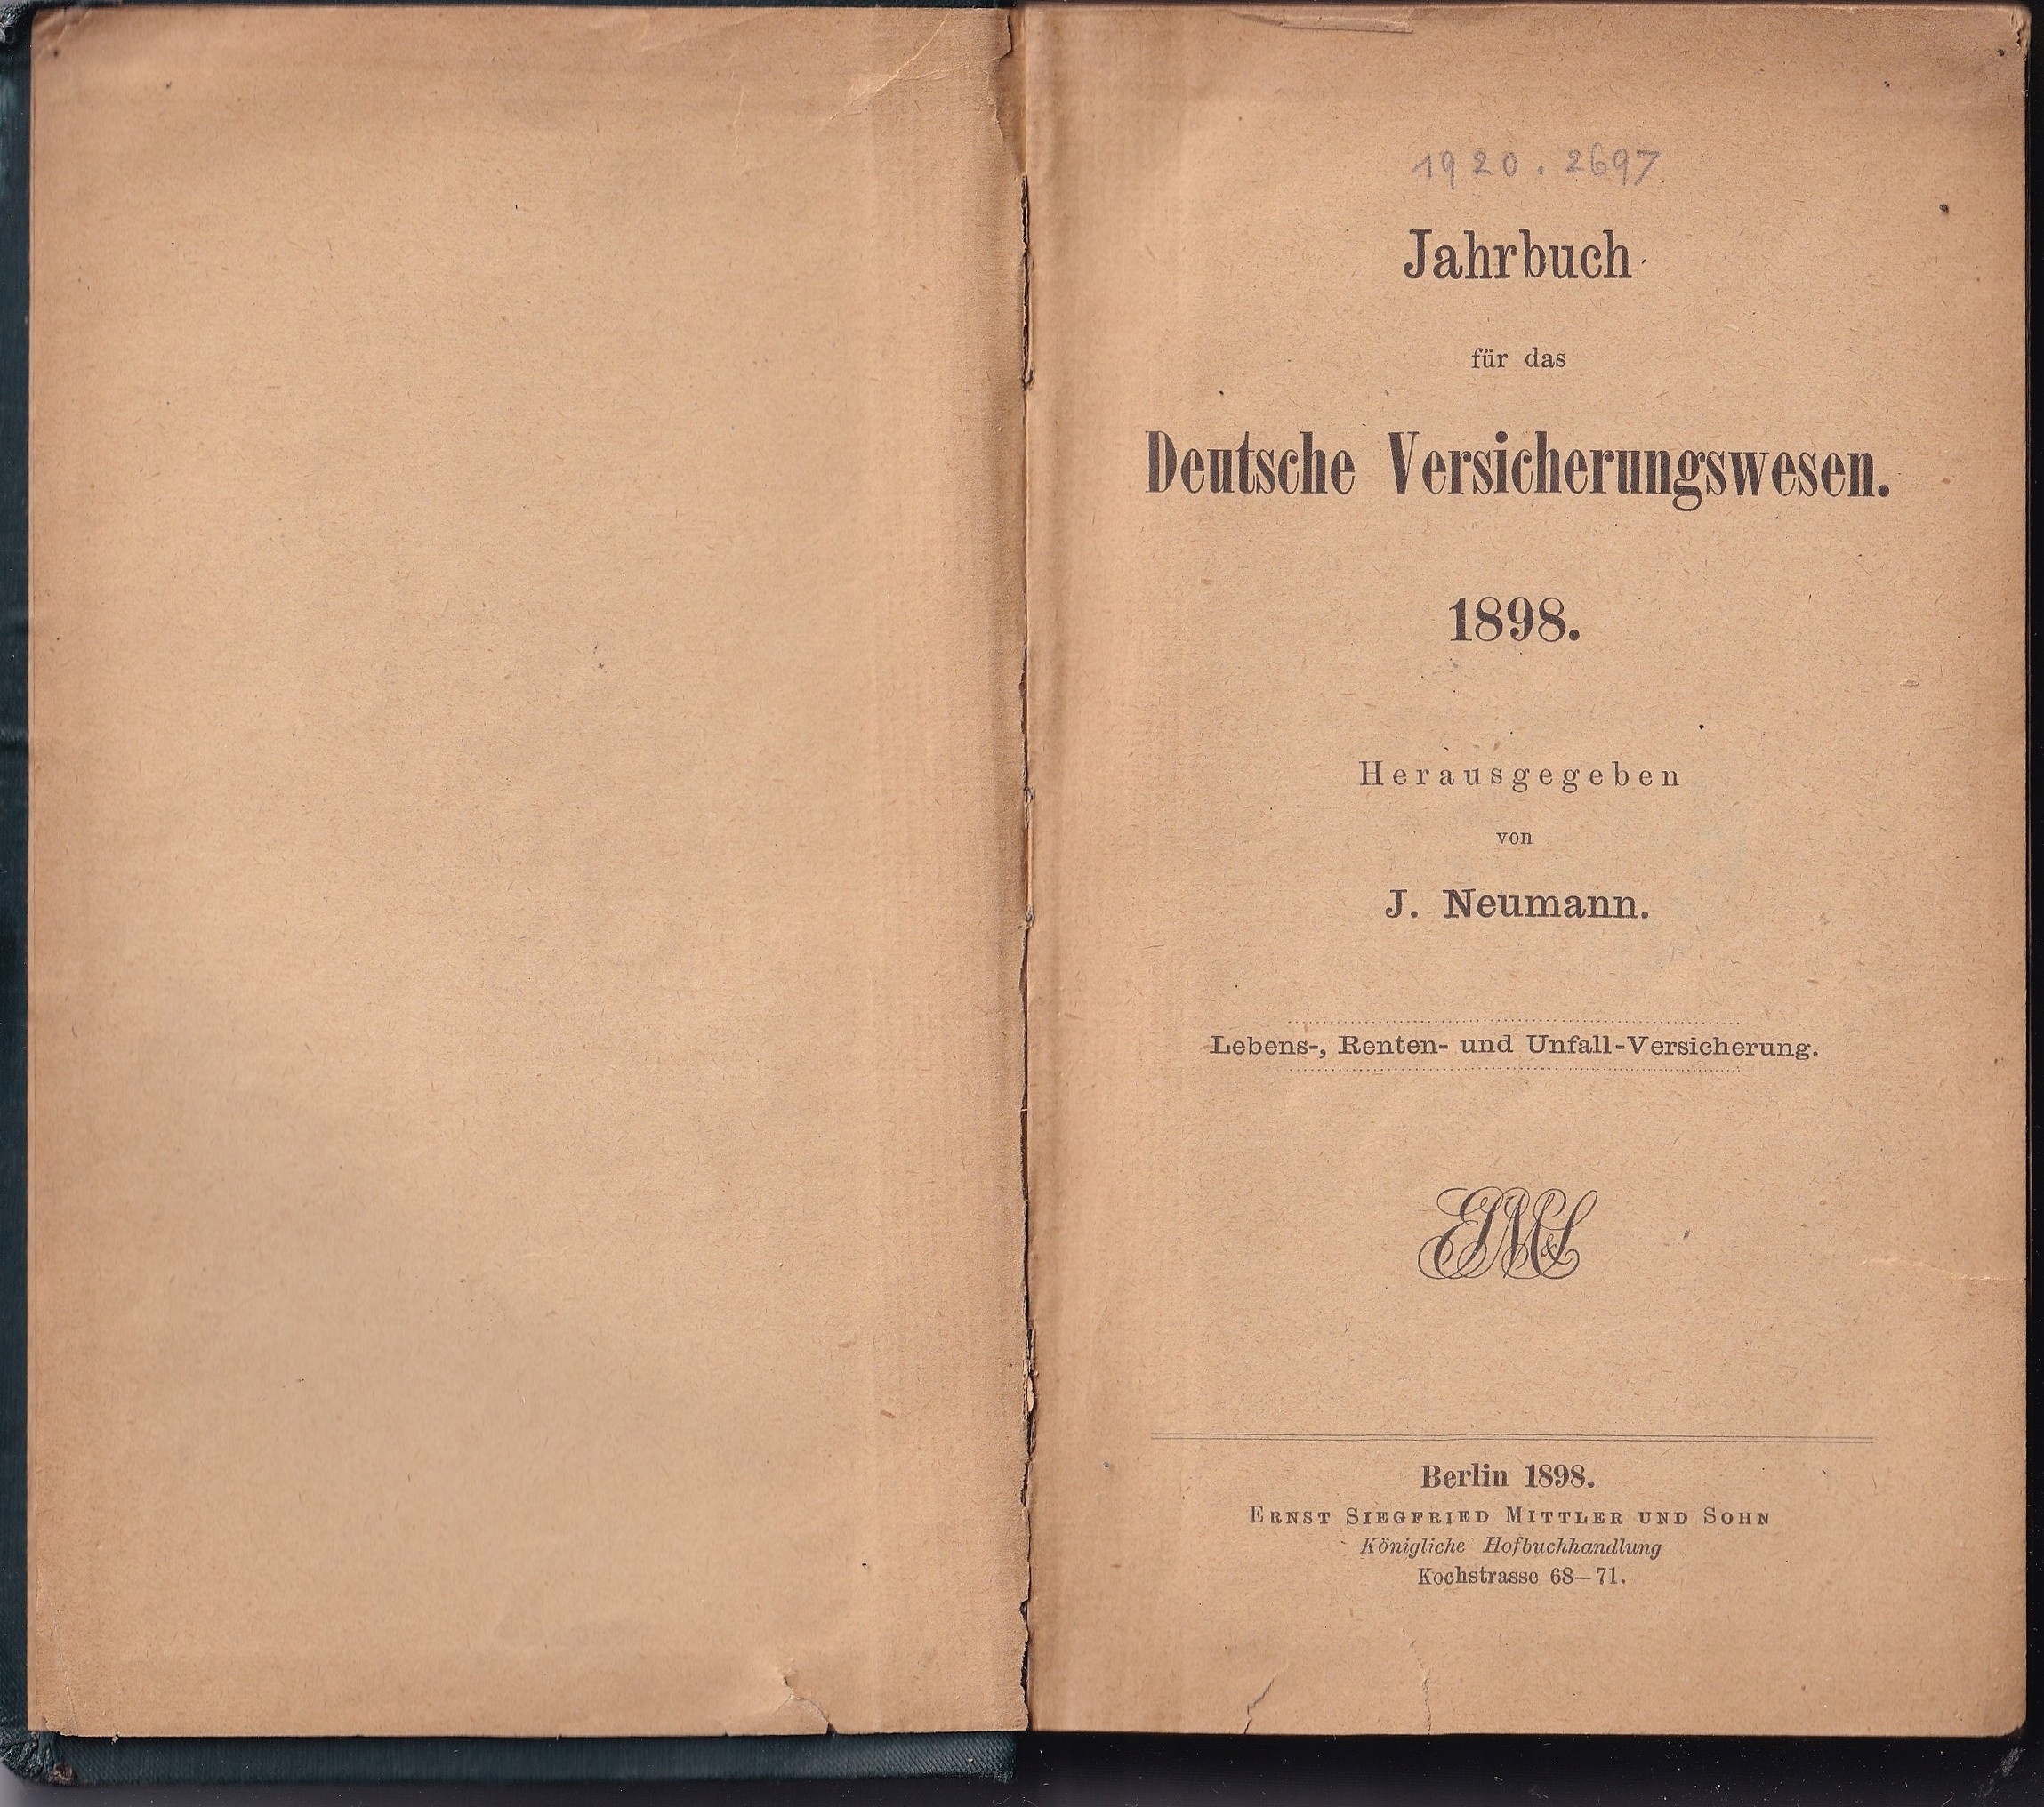 1920.2697
Jahrbuch
für das
Deutsche Versicherungswesen.
1898.
Herausgegeben
von
J. Neumann.
Lebens-, Renten- und Unfall-Versicherung.
ESM&S
Berlin 1898.
ERNST SIEGFRIED MITTLER UND SOHN
Königliche Hofbuchhandlung
Kochstrasse 68–71.